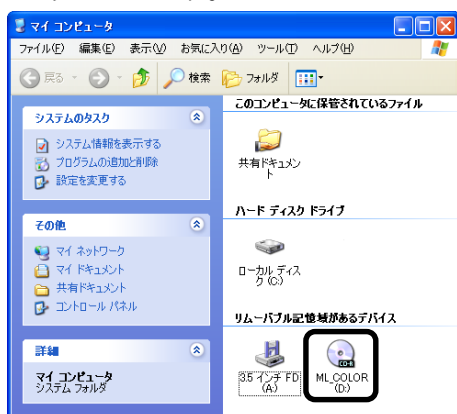 マイ コンピュータ
ファイル(F) 編集(E) 表示(V) お気に入り(A) ツール(T) ヘルプ(H)
戻る 検索 フォルダ
システムのタスク
システム情報を表示する
プログラムの追加と削除
設定を変更する
その他
マイ ネットワーク
マイ ドキュメント
共有ドキュメント
コントロール パネル
詳細
マイ コンピュータ
システム フォルダ
このコンピュータに保管されているファイル
共有ドキュメン
ト
ハード ディスク ドライブ
ローカル ディス
ク (C:)
リムーバブル記憶域があるデバイス
3.5 インチ FD
(A:)
CD-R
ML_COLOR
(D:)